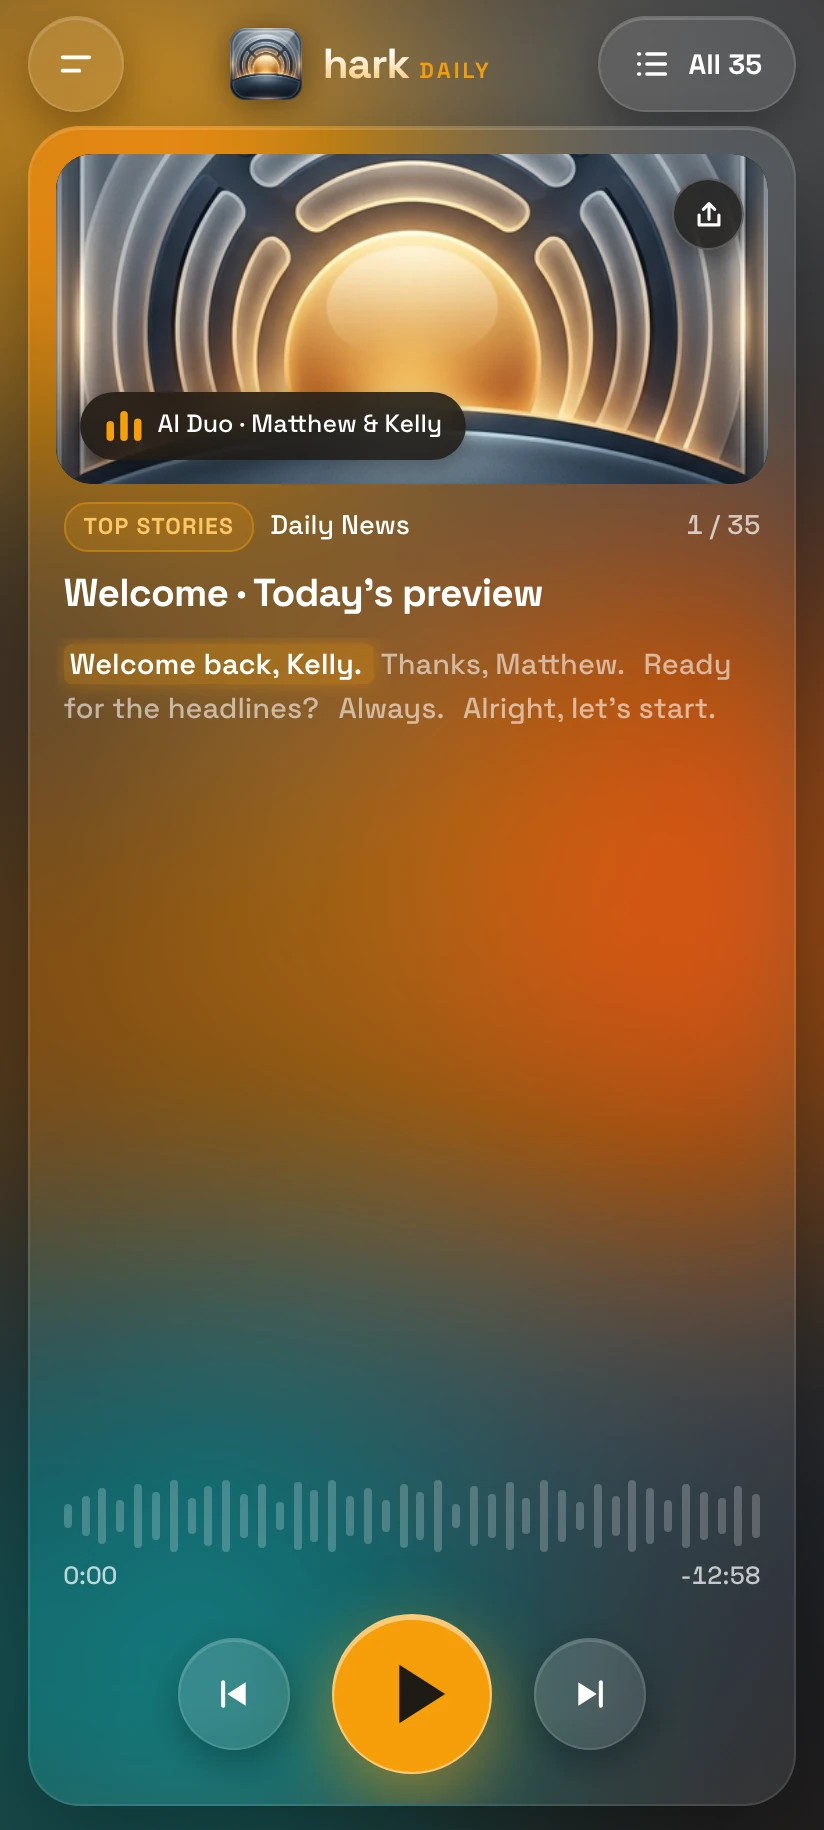 hark DAILY
All 35
AI Duo · Matthew & Kelly
TOP STORIES Daily News 1 / 35
Welcome · Today’s preview
Welcome back, Kelly. Thanks, Matthew. Ready
for the headlines? Always. Alright, let’s start.
0:00 -12:58